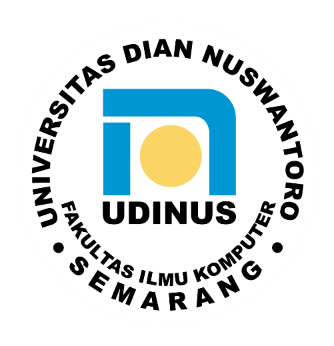 UNIVERSITAS DIAN NUSWANTORO
UDINUS
FAKULTAS ILMU KOMPUTER
• SEMARANG •